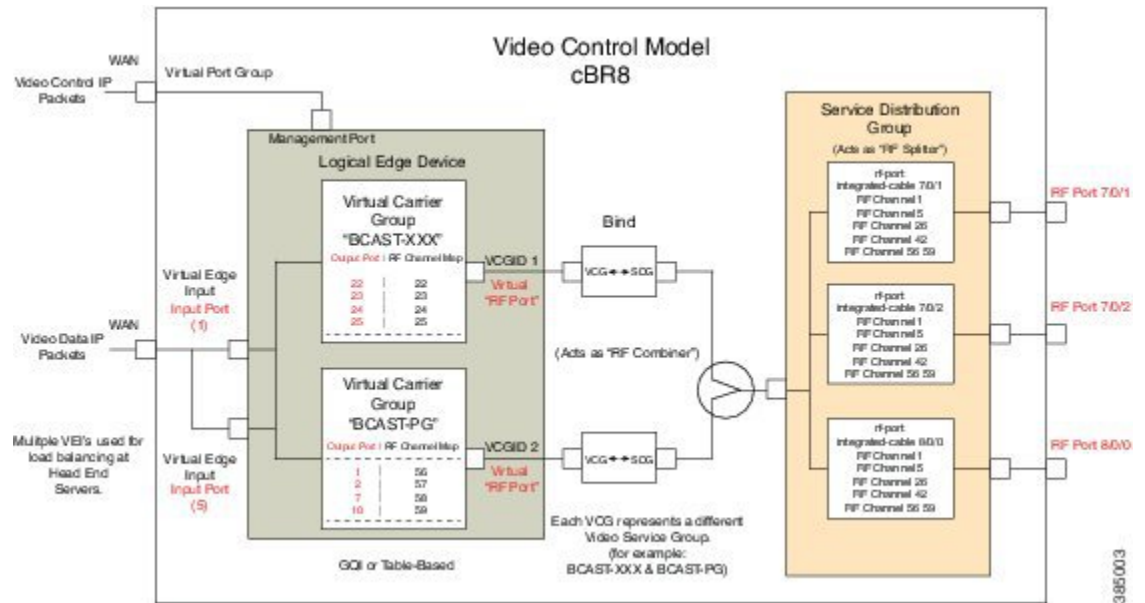 Video Control Model
cBR8
WAN
Virtual Port Group
Video Control IP
Packets
Management Port
Logical Edge Device
Virtual Carrier
Group
"BCAST-XXX"
Output Port | RF Channel Map
22 22
23 23
24 24
25 25
VCGID 1
Virtual
"RF Port"
Virtual Edge
Input
Input Port
(1)
WAN
Video Data IP
Packets
Mulitple VEI's used for
load balancing at
Head End
Servers.
Virtual Edge
Input
Input Port
(5)
Virtual Carrier
Group
"BCAST-PG"
Output Port | RF Channel Map
1 56
2 57
7 58
10 59
VCGID 2
Virtual
"RF Port"
GQI or Table-Based
Bind
VCG SDG
(Acts as "RF Combiner")
VCG SDG
Each VCG represents a different
Video Service Group.
(for example:
BCAST-XXX & BCAST-PG)
Service Distribution
Group
(Acts as "RF Splitter")
rf-port
integrated-cable 7/0/1
RF Channel 1
RF Channel 5
RF Channel 26
RF Channel 42
RF Channel 56 59
RF Port 7/0/1
rf-port
integrated-cable 7/0/2
RF Channel 1
RF Channel 5
RF Channel 26
RF Channel 42
RF Channel 56 59
RF Port 7/0/2
rf-port
integrated-cable 8/0/0
RF Channel 1
RF Channel 5
RF Channel 26
RF Channel 42
RF Channel 56 59
RF Port 8/0/0
385003